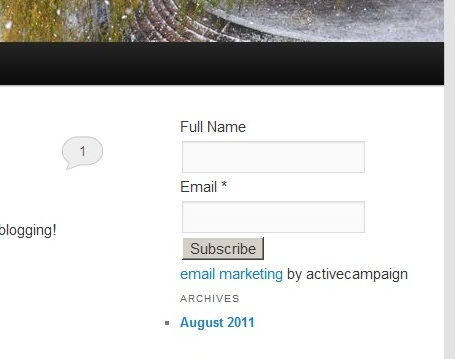 Full Name
1
Email *
blogging!
Subscribe
email marketing by activecampaign
ARCHIVES
August 2011